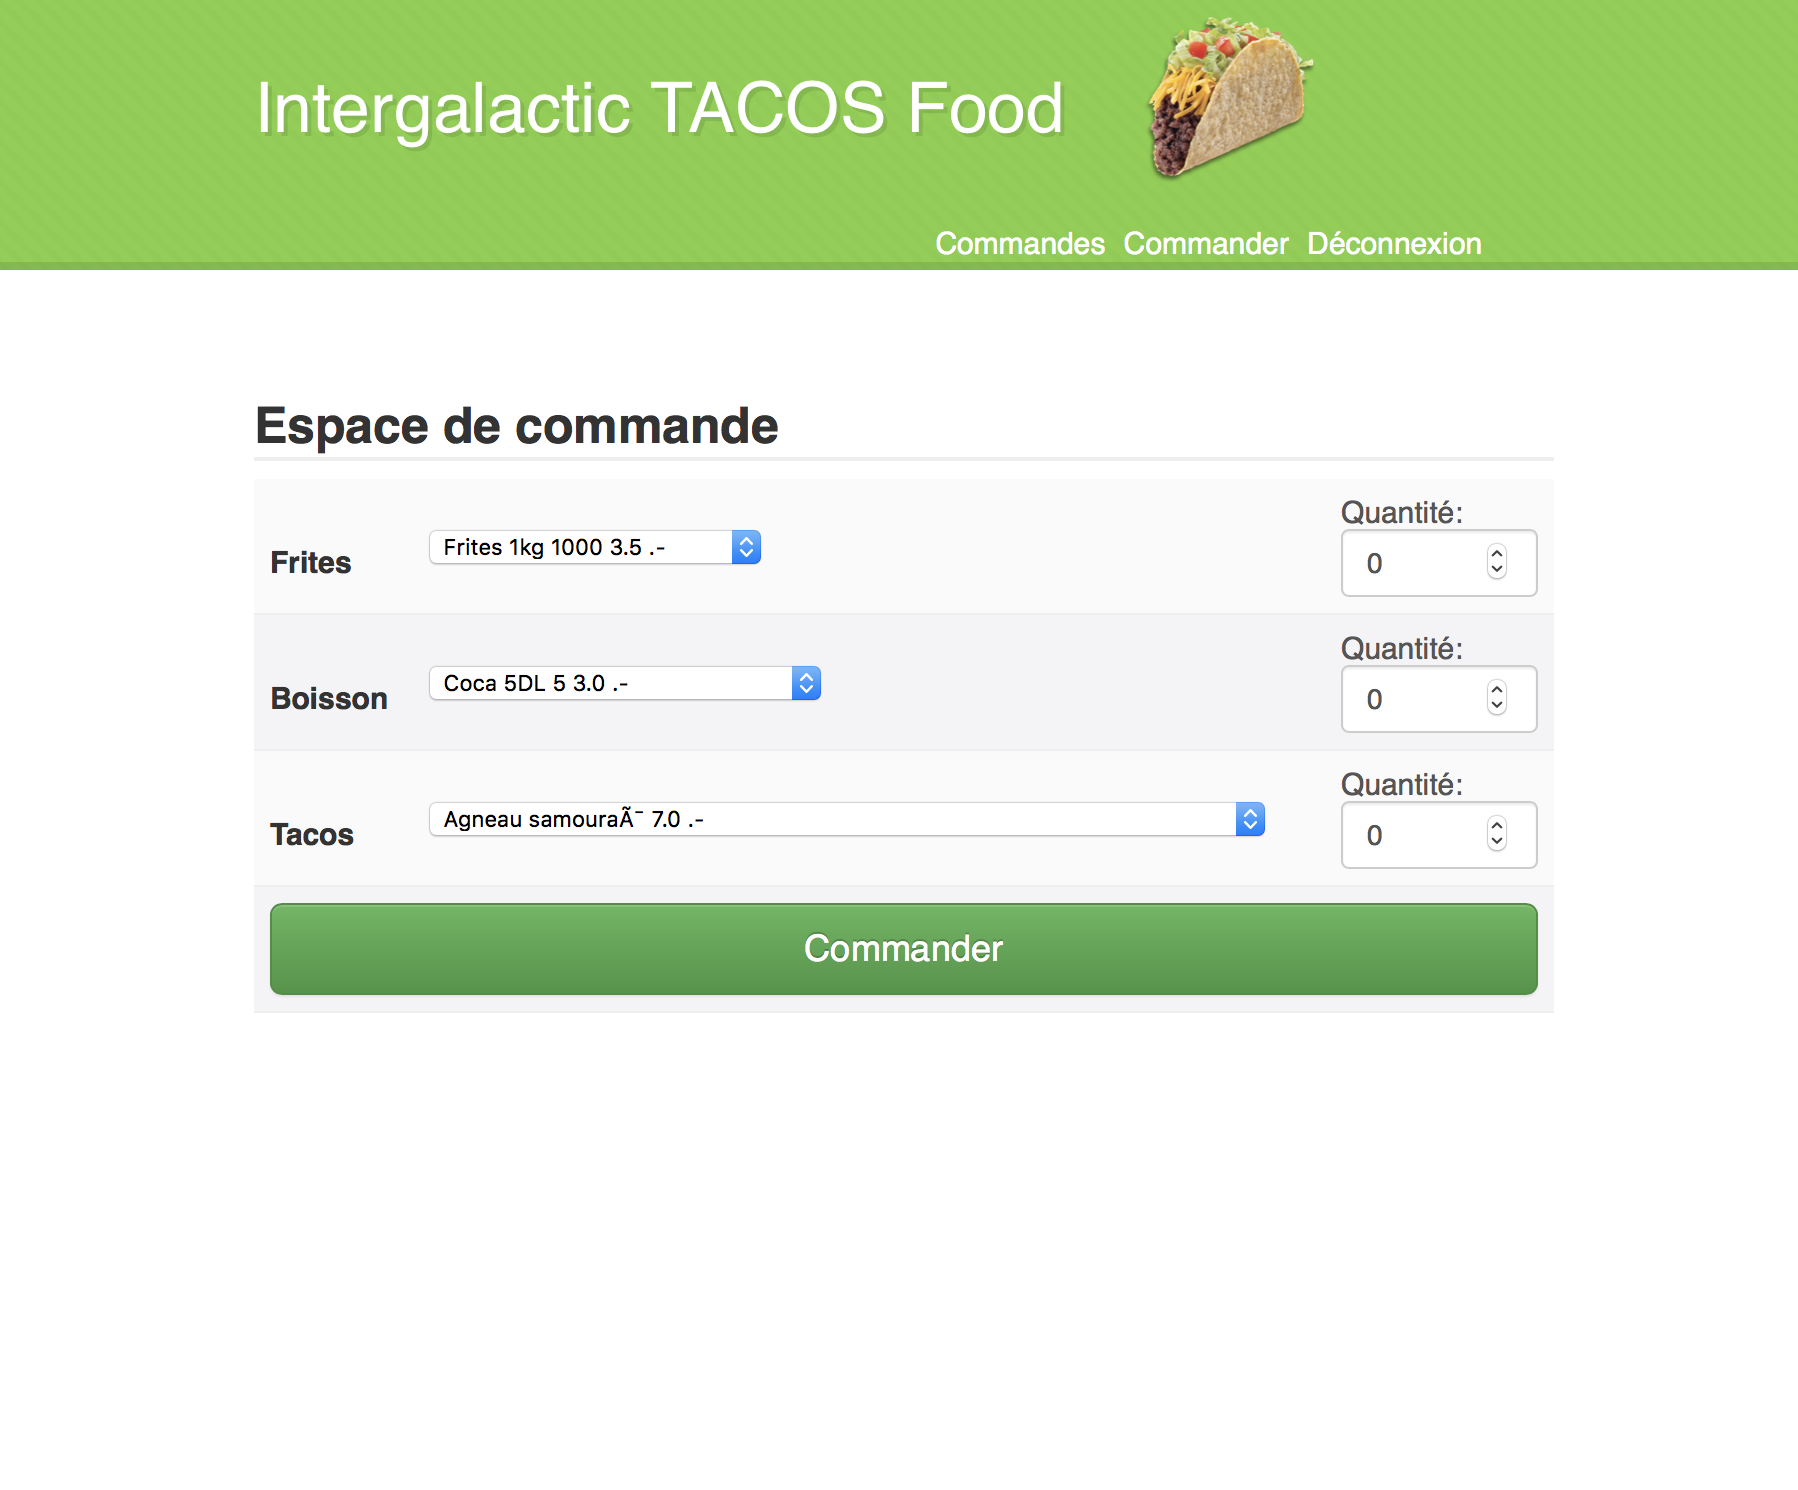 Intergalactic TACOS Food
Commandes Commander Déconnexion
Espace de commande
Quantité:
Frites Frites 1kg 1000 3.5 .- 0
Quantité:
Boisson Coca 5DL 5 3.0 .- 0
Quantité:
Tacos Agneau samouraÃ¯ 7.0 .- 0
Commander